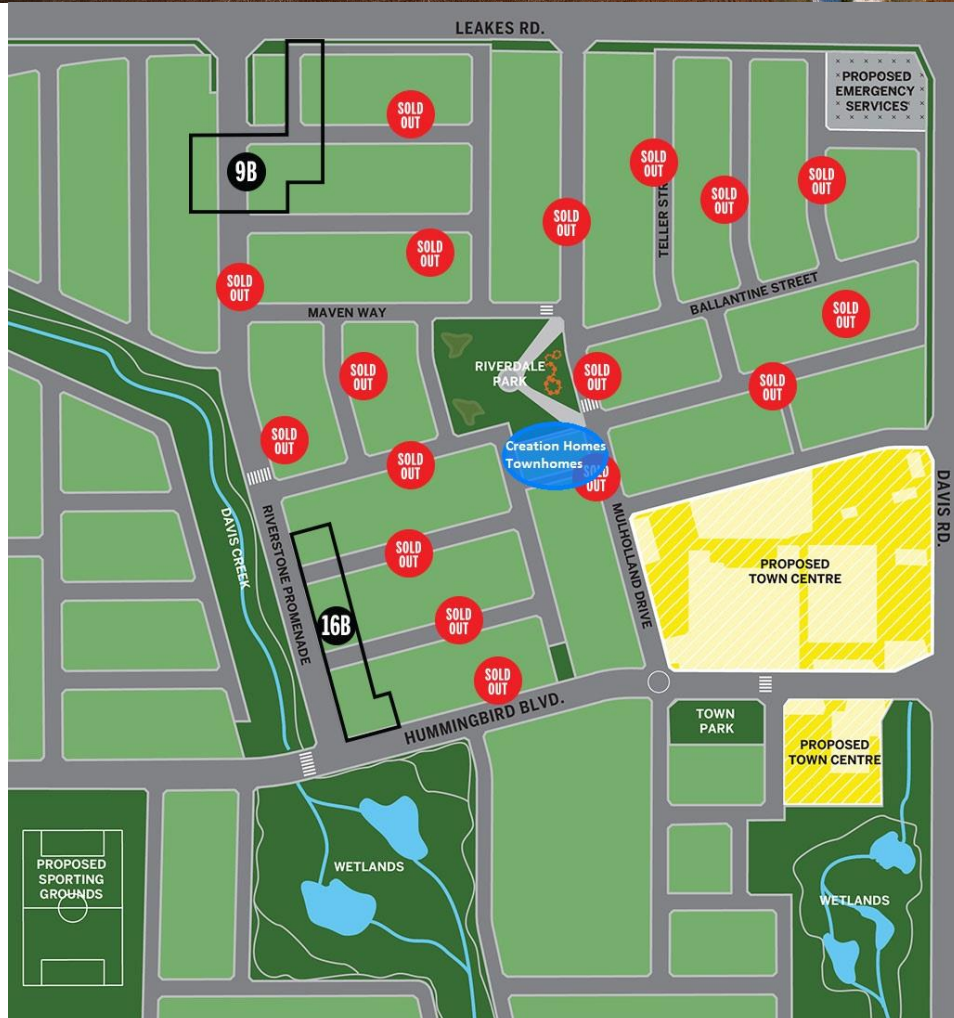 LEAKES RD.
PROPOSED
EMERGENCY
SERVICES
SOLD
OUT
SOLD
OUT
9B
SOLD
OUT
SOLD
OUT
TELLER STR
SOLD
OUT
SOLD
OUT
SOLD
OUT
SOLD
OUT
BALLANTINE STREET
MAVEN WAY
SOLD
OUT
RIVERDALE
PARK
SOLD
OUT
SOLD
OUT
SOLD
OUT
SOLD
OUT
Creation Homes
Townhomes
SOLD
OUT
SOLD
OUT
DAVIS RD.
DAVIS CREEK
RIVERSTONE PROMENADE
SOLD
OUT
MULHOLLAND DRIVE
PROPOSED
TOWN CENTRE
16B
SOLD
OUT
SOLD
OUT
HUMMINGBIRD BLVD.
TOWN
PARK
PROPOSED
TOWN CENTRE
PROPOSED
SPORTING
GROUNDS
WETLANDS
WETLANDS